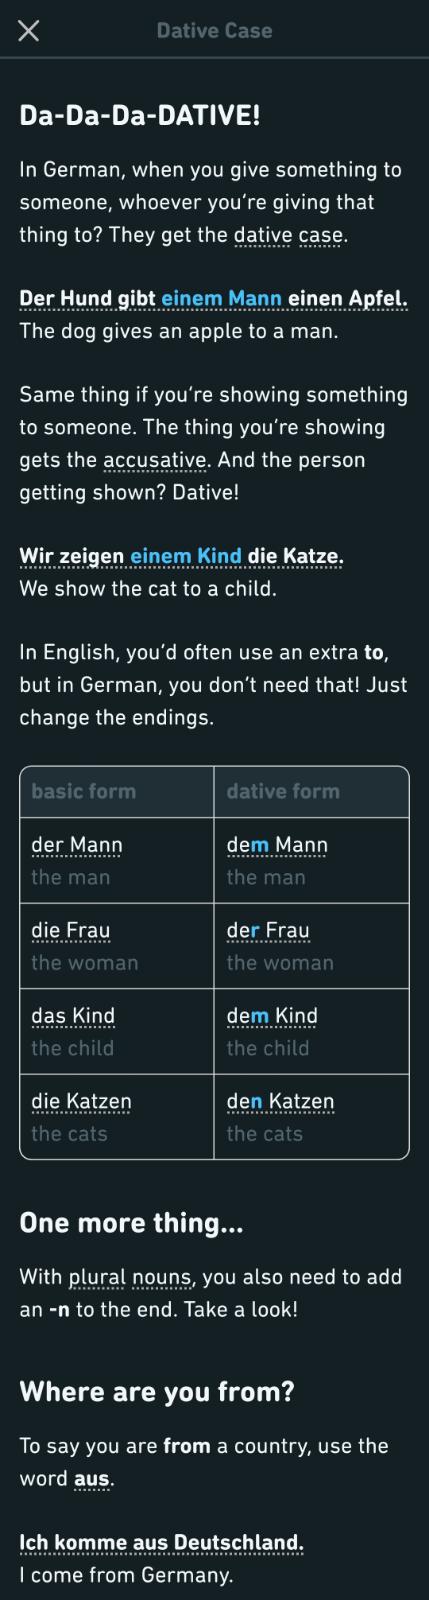 Dative Case
Da-Da-Da-DATIVE!
In German, when you give something to
someone, whoever you're giving that
thing to? They get the dative case.
Der Hund gibt einem Mann einen Apfel.
The dog gives an apple to a man.
Same thing if you're showing something
to someone. The thing you're showing
gets the accusative. And the person
getting shown? Dative!
Wir zeigen einem Kind die Katze.
We show the cat to a child.
In English, you'd often use an extra to,
but in German, you don't need that! Just
change the endings.
basic form dative form
der Mann dem Mann
the man the man
die Frau der Frau
the woman the woman
das Kind dem Kind
the child the child
die Katzen den Katzen
the cats the cats
One more thing...
With plural nouns, you also need to add
an -n to the end. Take a look!
Where are you from?
To say you are from a country, use the
word aus.
Ich komme aus Deutschland.
I come from Germany.